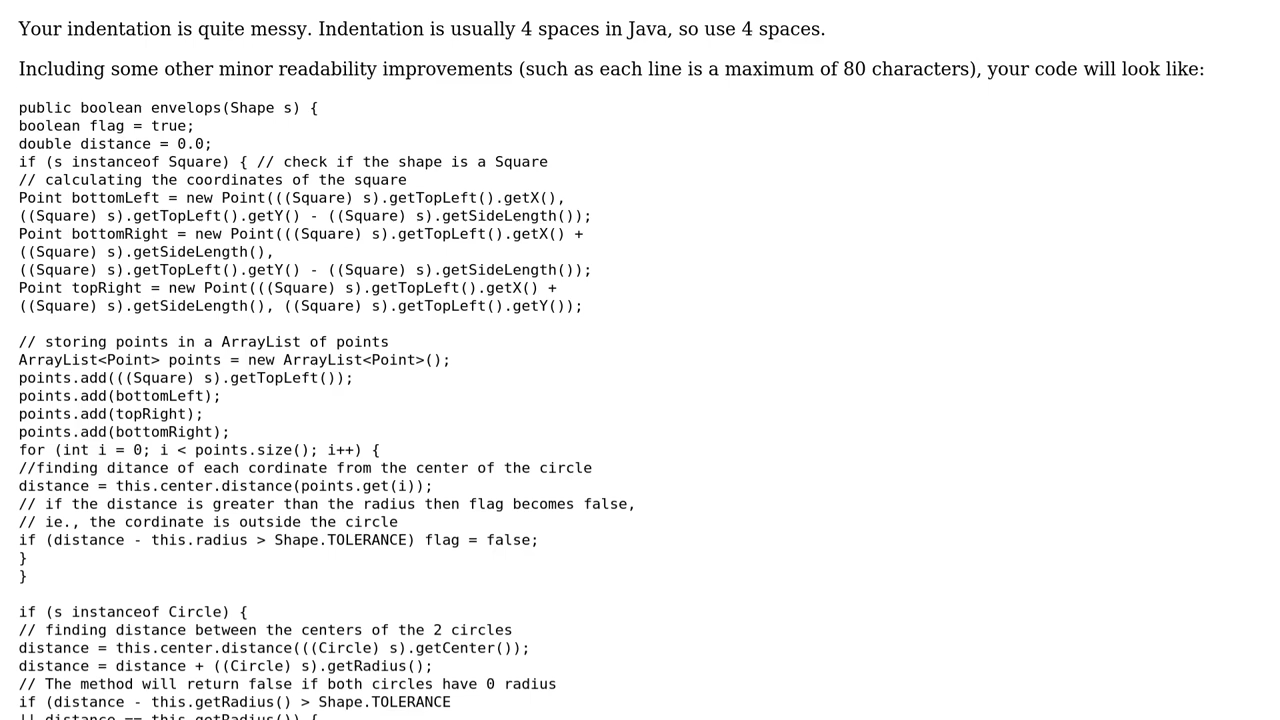 Your indentation is quite messy. Indentation is usually 4 spaces in Java, so use 4 spaces.
Including some other minor readability improvements (such as each line is a maximum of 80 characters), your code will look like:
public boolean envelops(Shape s) {
boolean flag = true;
double distance = 0.0;
if (s instanceof Square) { // check if the shape is a Square
// calculating the coordinates of the square
Point bottomLeft = new Point(((Square) s).getTopLeft().getX(),
((Square) s).getTopLeft().getY() - ((Square) s).getSideLength());
Point bottomRight = new Point(((Square) s).getTopLeft().getX() +
((Square) s).getSideLength(),
((Square) s).getTopLeft().getY() - ((Square) s).getSideLength());
Point topRight = new Point(((Square) s).getTopLeft().getX() +
((Square) s).getSideLength(), ((Square) s).getTopLeft().getY());
// storing points in a ArrayList of points
ArrayList<Point> points = new ArrayList<Point>();
points.add(((Square) s).getTopLeft());
points.add(bottomLeft);
points.add(topRight);
points.add(bottomRight);
for (int i = 0; i < points.size(); i++) {
//finding ditance of each cordinate from the center of the circle
distance = this.center.distance(points.get(i));
// if the distance is greater than the radius then flag becomes false,
// ie., the cordinate is outside the circle
if (distance - this.radius > Shape.TOLERANCE) flag = false;
}
}
if (s instanceof Circle) {
// finding distance between the centers of the 2 circles
distance = this.center.distance(((Circle) s).getCenter());
distance = distance + ((Circle) s).getRadius();
// The method will return false if both circles have 0 radius
if (distance - this.getRadius() > Shape.TOLERANCE
|| distance == this.getRadius()) {